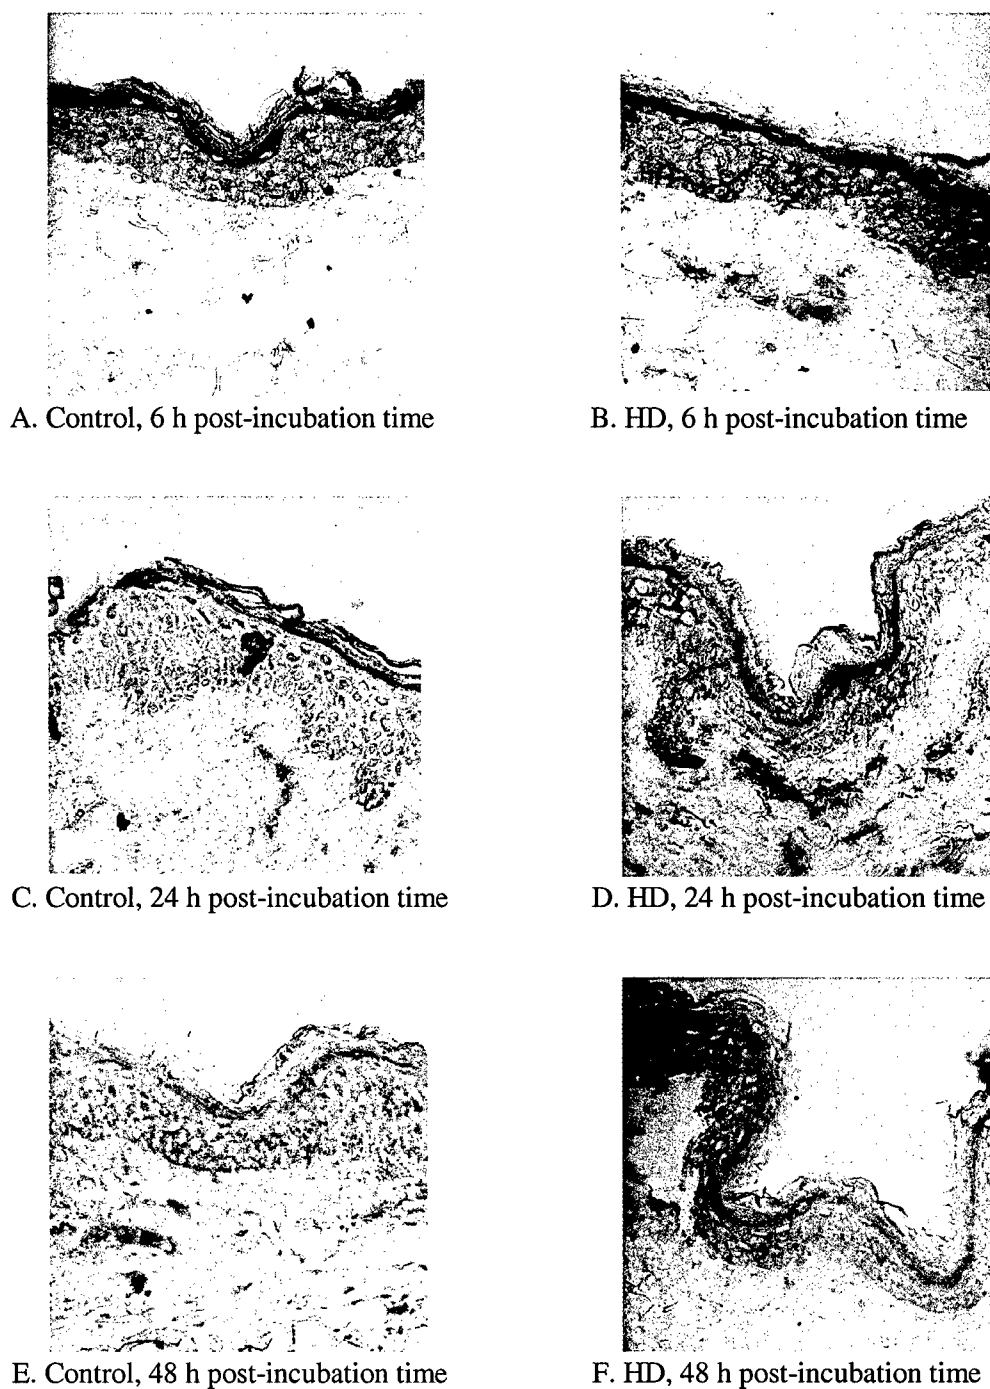 A. Control, 6 h post-incubation time
B. HD, 6 h post-incubation time
C. Control, 24 h post-incubation time
D. HD, 24 h post-incubation time
E. Control, 48 h post-incubation time
F. HD, 48 h post-incubation time